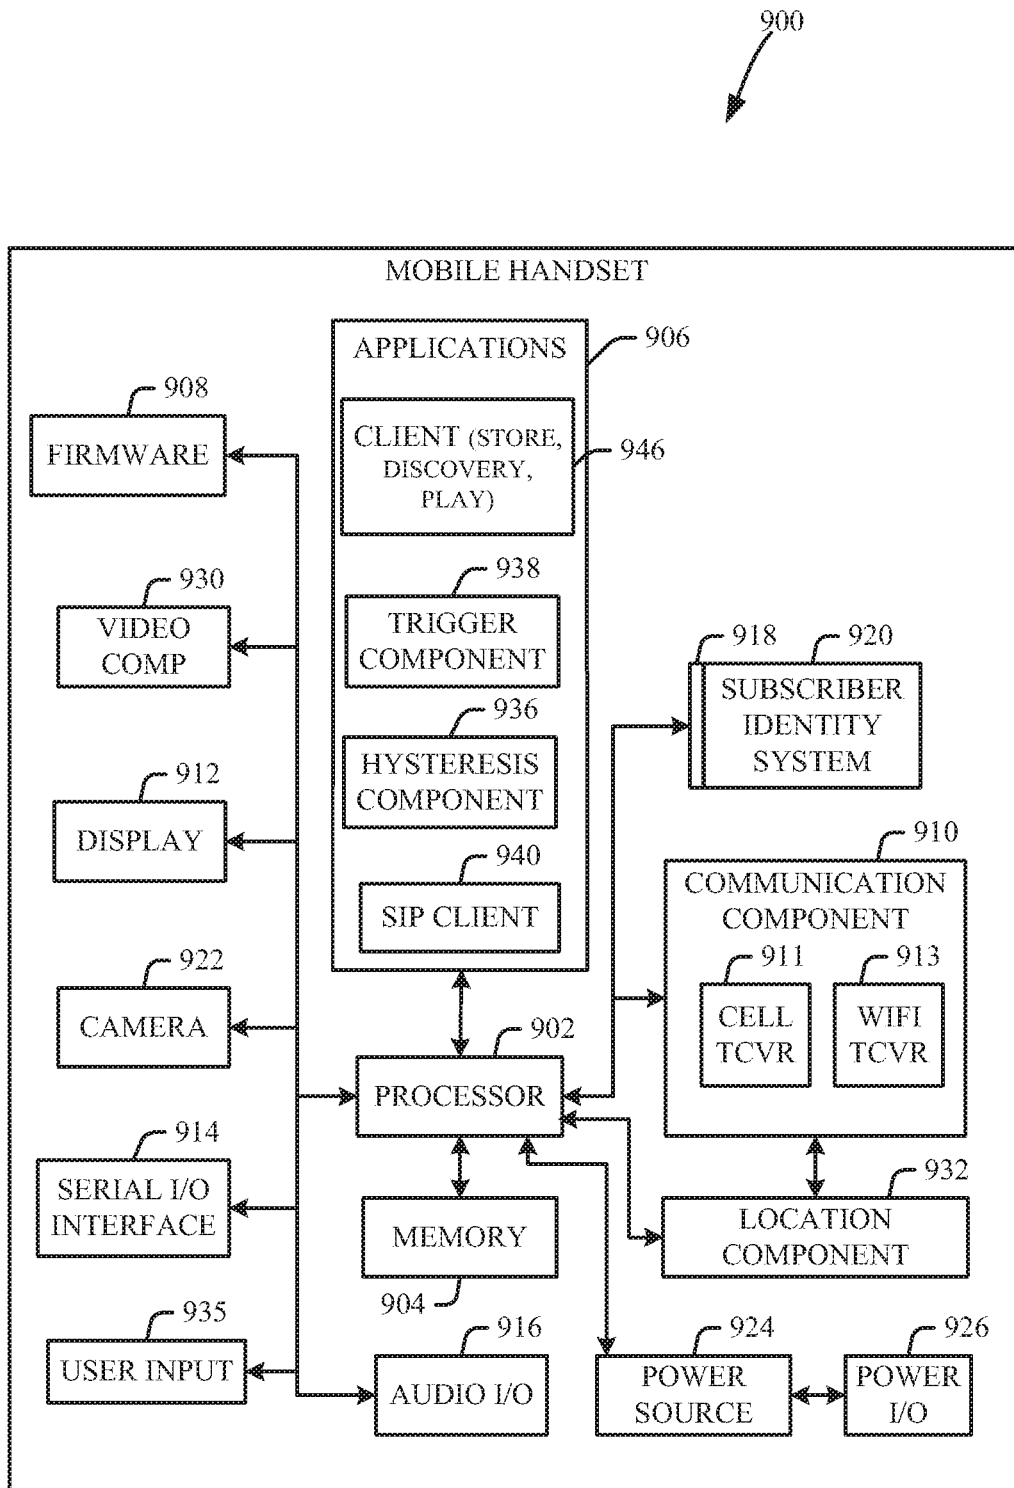 900
MOBILE HANDSET
APPLICATIONS
906
CLIENT (STORE,
DISCOVERY,
PLAY)
946
908
FIRMWARE
938
TRIGGER
COMPONENT
930
VIDEO
COMP
918
920
SUBSCRIBER
IDENTITY
SYSTEM
936
HYSTERESIS
COMPONENT
912
DISPLAY
940
SIP CLIENT
910
COMMUNICATION
COMPONENT
911
CELL
TCVR
913
WIFI
TCVR
922
CAMERA
902
PROCESSOR
914
SERIAL I/O
INTERFACE
MEMORY
904
932
LOCATION
COMPONENT
935
USER INPUT
916
AUDIO I/O
924
POWER
SOURCE
926
POWER
I/O